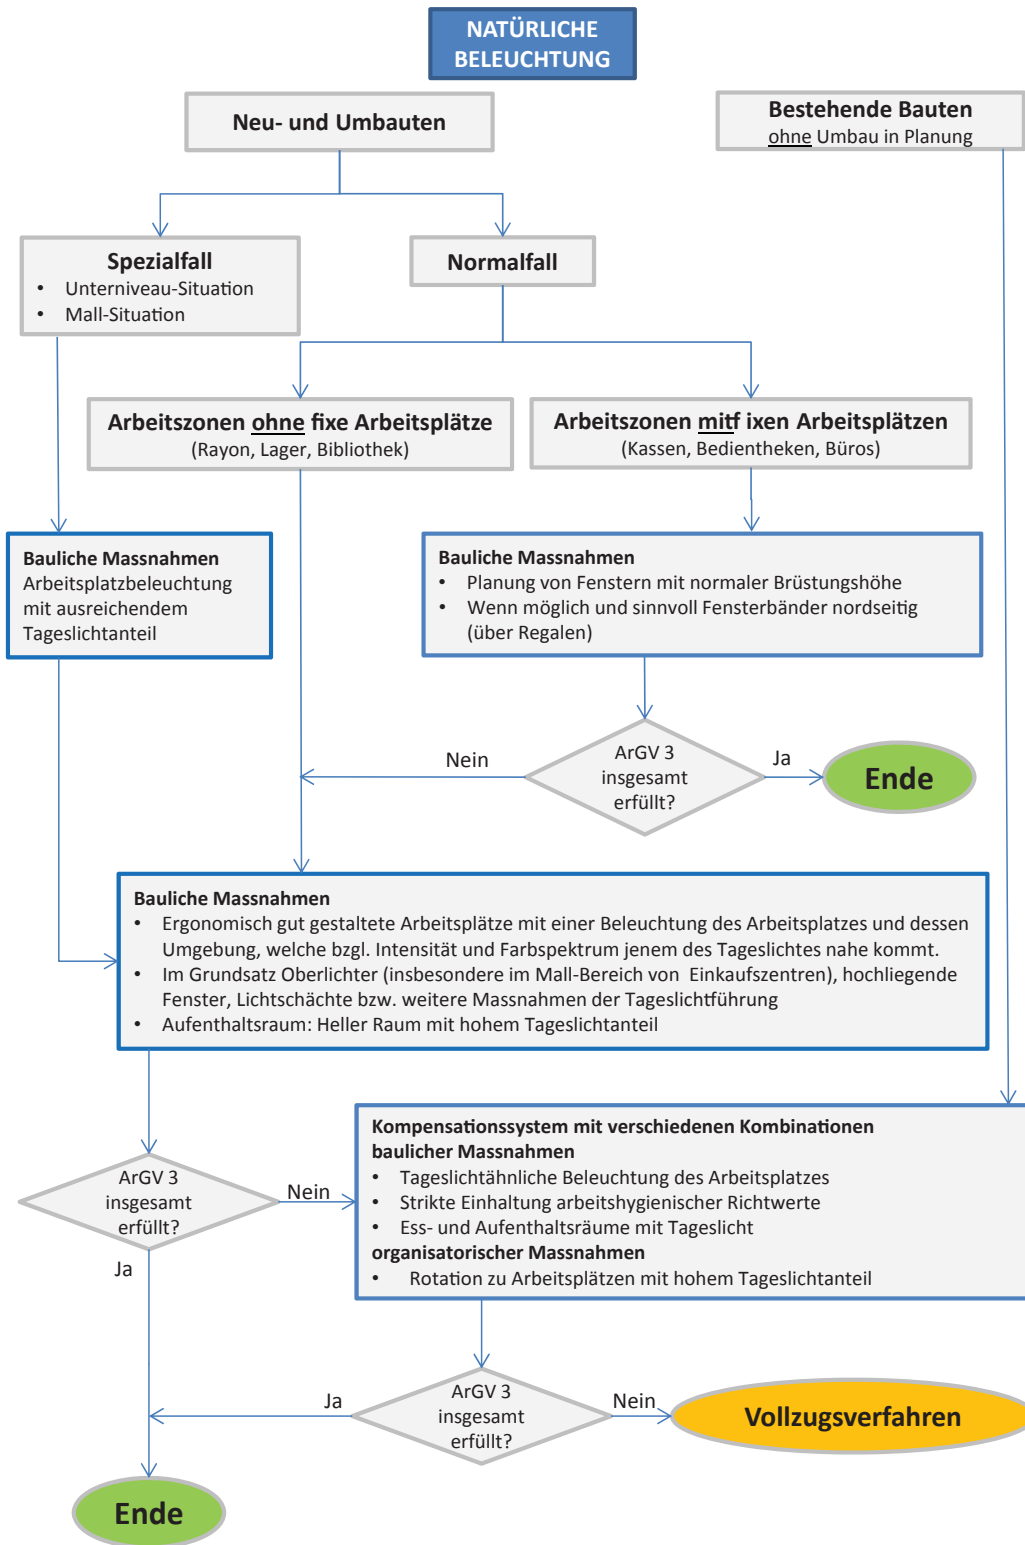 NATÜRLICHE
BELEUCHTUNG
Neu- und Umbauten
Bestehende Bauten
ohne Umbau in Planung
Spezialfall
• Unterniveau-Situation
• Mall-Situation
Normalfall
Arbeitszonen ohne fixe Arbeitsplätze
(Rayon, Lager, Bibliothek)
Arbeitszonen mitf ixen Arbeitsplätzen
(Kassen, Bedientheken, Büros)
Bauliche Massnahmen
Arbeitsplatzbeleuchtung
mit ausreichendem
Tageslichtanteil
Bauliche Massnahmen
• Planung von Fenstern mit normaler Brüstungshöhe
• Wenn möglich und sinnvoll Fensterbänder nordseitig
(über Regalen)
Nein
ArGV 3
insgesamt
erfüllt?
Ja
Ende
Bauliche Massnahmen
• Ergonomisch gut gestaltete Arbeitsplätze mit einer Beleuchtung des Arbeitsplatzes und dessen
Umgebung, welche bzgl. Intensität und Farbspektrum jenem des Tageslichtes nahe kommt.
• Im Grundsatz Oberlichter (insbesondere im Mall-Bereich von Einkaufszentren), hochliegende
Fenster, Lichtschächte bzw. weitere Massnahmen der Tageslichtführung
• Aufenthaltsraum: Heller Raum mit hohem Tageslichtanteil
ArGV 3
insgesamt
erfüllt?
Nein
Ja
Kompensationssystem mit verschiedenen Kombinationen
baulicher Massnahmen
• Tageslichtähnliche Beleuchtung des Arbeitsplatzes
• Strikte Einhaltung arbeitshygienischer Richtwerte
• Ess- und Aufenthaltsräume mit Tageslicht
organisatorischer Massnahmen
• Rotation zu Arbeitsplätzen mit hohem Tageslichtanteil
Ja
ArGV 3
insgesamt
erfüllt?
Nein
Vollzugsverfahren
Ende